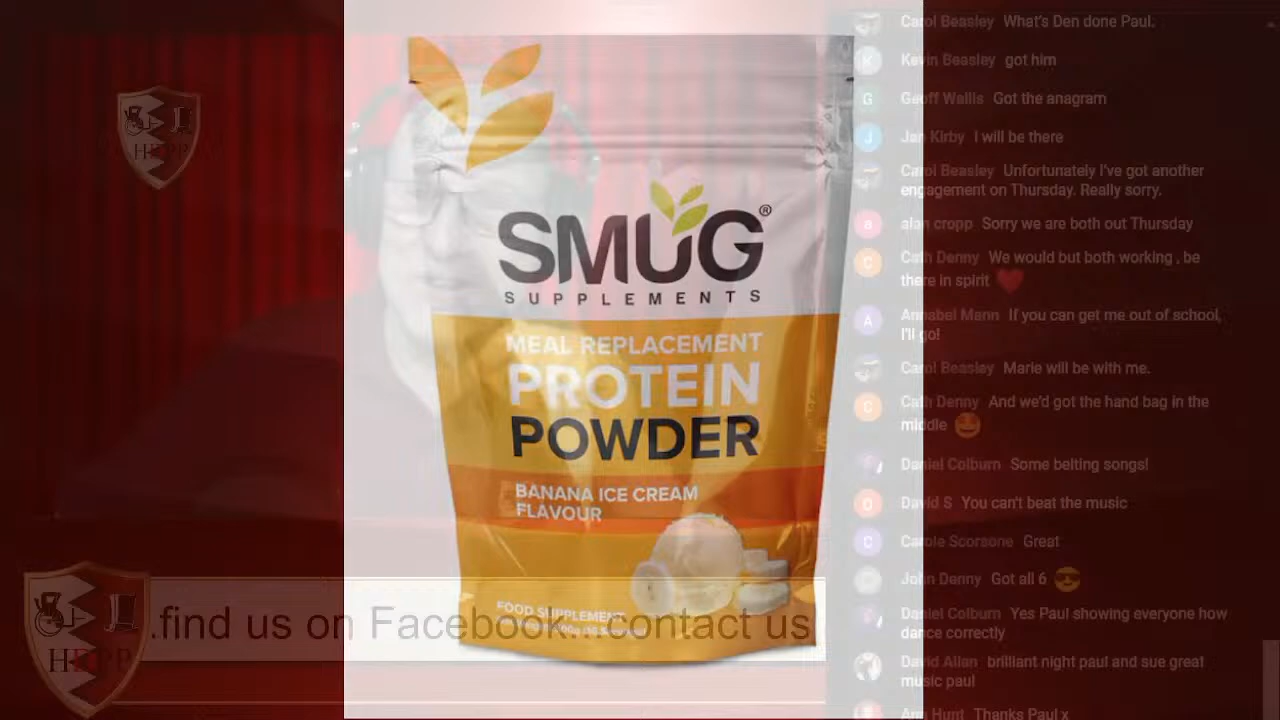 HDPP
SMUG®
SUPPLEMENTS
MEAL REPLACEMENT
PROTEIN
POWDER
BANANA ICE CREAM
FLAVOUR
FOOD SUPPLEMENT
.find us on Facebook.. contact us
HDPP
Carol Beasley What's Den done Paul.
Kevin Beasley got him
G Geoff Wallis Got the anagram
J Jan Kirby I will be there
Carol Beasley Unfortunately I've got another
engagement on Thursday. Really sorry.
a alan cropp Sorry we are both out Thursday
C Cath Denny We would but both working , be
there in spirit ❤️
A Annabel Mann If you can get me out of school,
I'll go!
Carol Beasley Marie will be with me.
C Cath Denny And we'd got the hand bag in the
middle 🤩
Daniel Colburn Some belting songs!
David S You can't beat the music
C Carole Scorsone Great
John Denny Got all 6 😎
Daniel Colburn Yes Paul showing everyone how
dance correctly
David Allan brilliant night paul and sue great
music paul
Ann Hunt Thanks Paul x